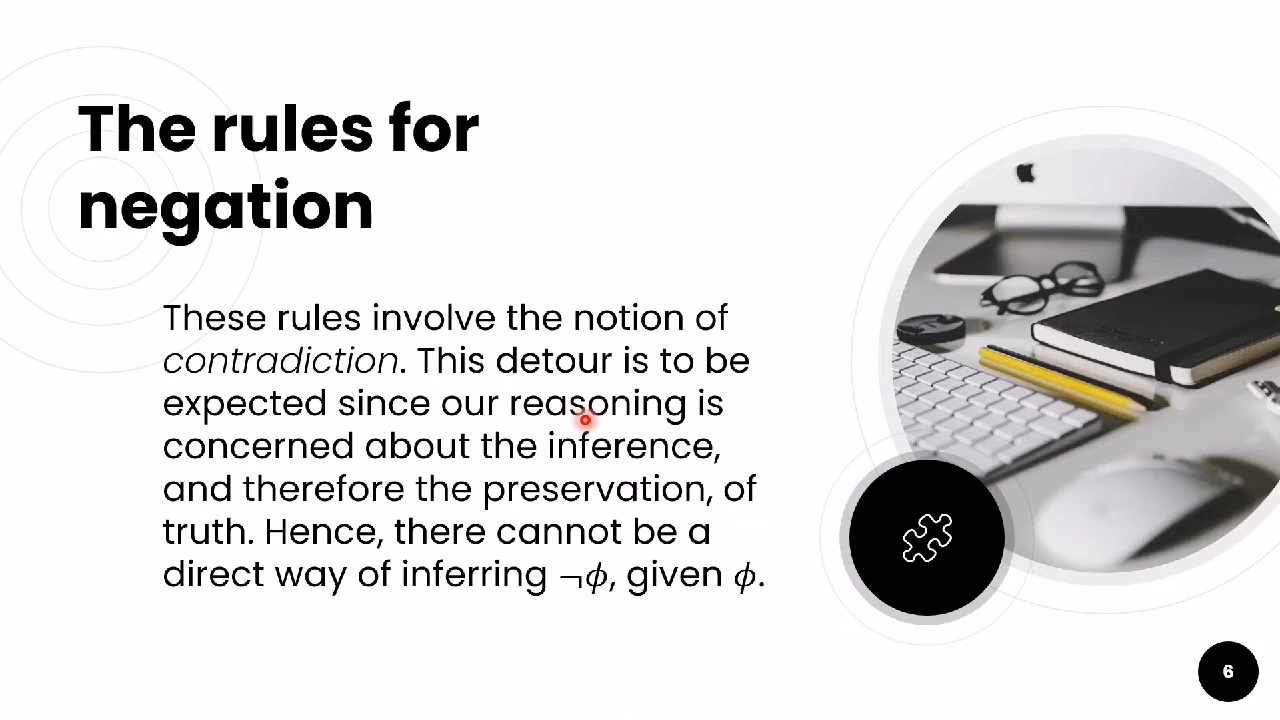 The rules for
negation
These rules involve the notion of
contradiction. This detour is to be
expected since our reasoning is
concerned about the inference,
and therefore the preservation, of
truth. Hence, there cannot be a
direct way of inferring ¬𝜙, given 𝜙.
6